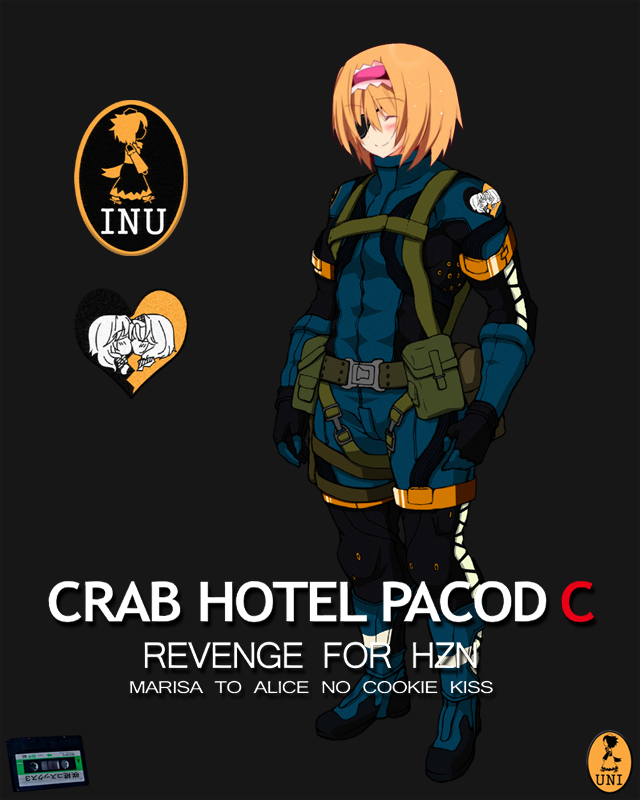 INU
CRAB HOTEL PACOD C
REVENGE FOR HZN
MARISA TO ALICE NO COOKIE KISS
UNI